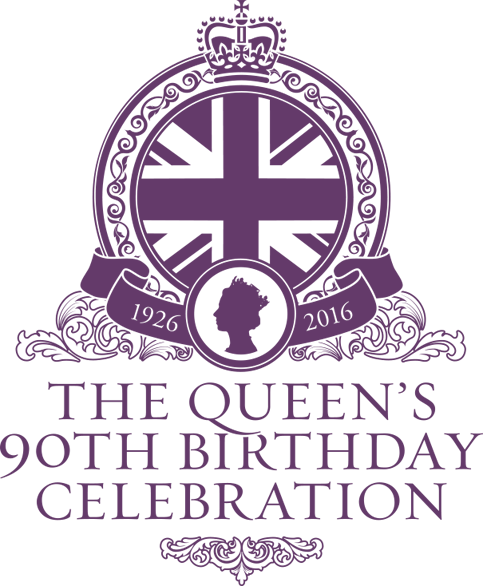 1926 2016
THE QUEEN'S
90TH BIRTHDAY
CELEBRATION